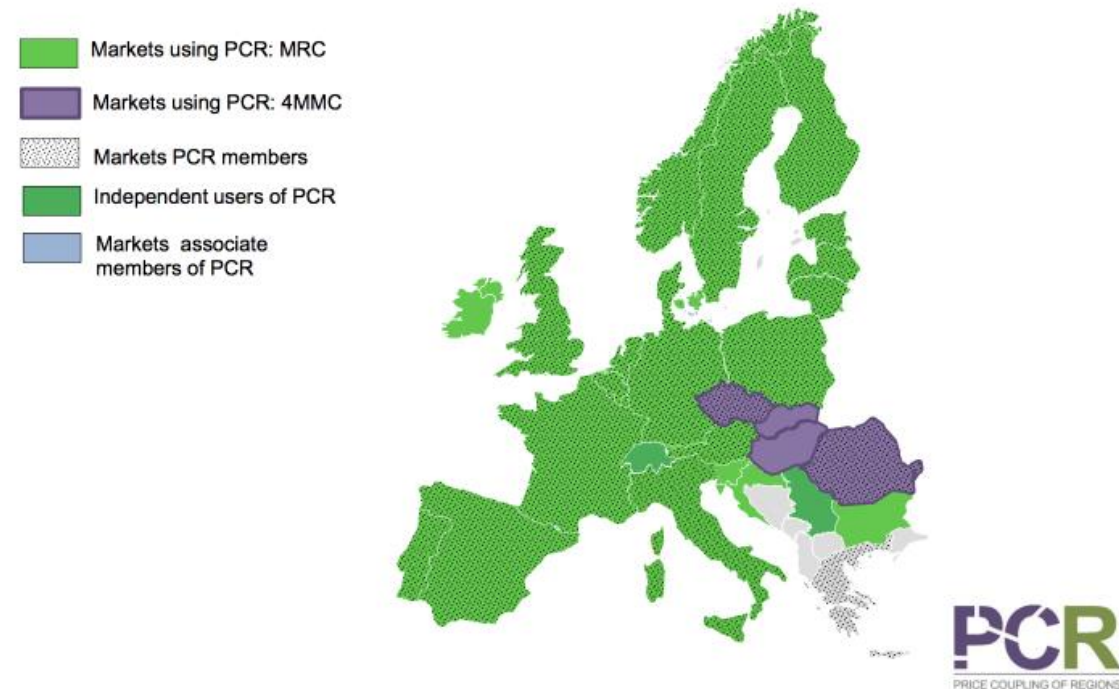 Markets using PCR: MRC
Markets using PCR: 4MMC
Markets PCR members
Independent users of PCR
Markets associate
members of PCR
PCR
PRICE COUPLING OF REGIONS